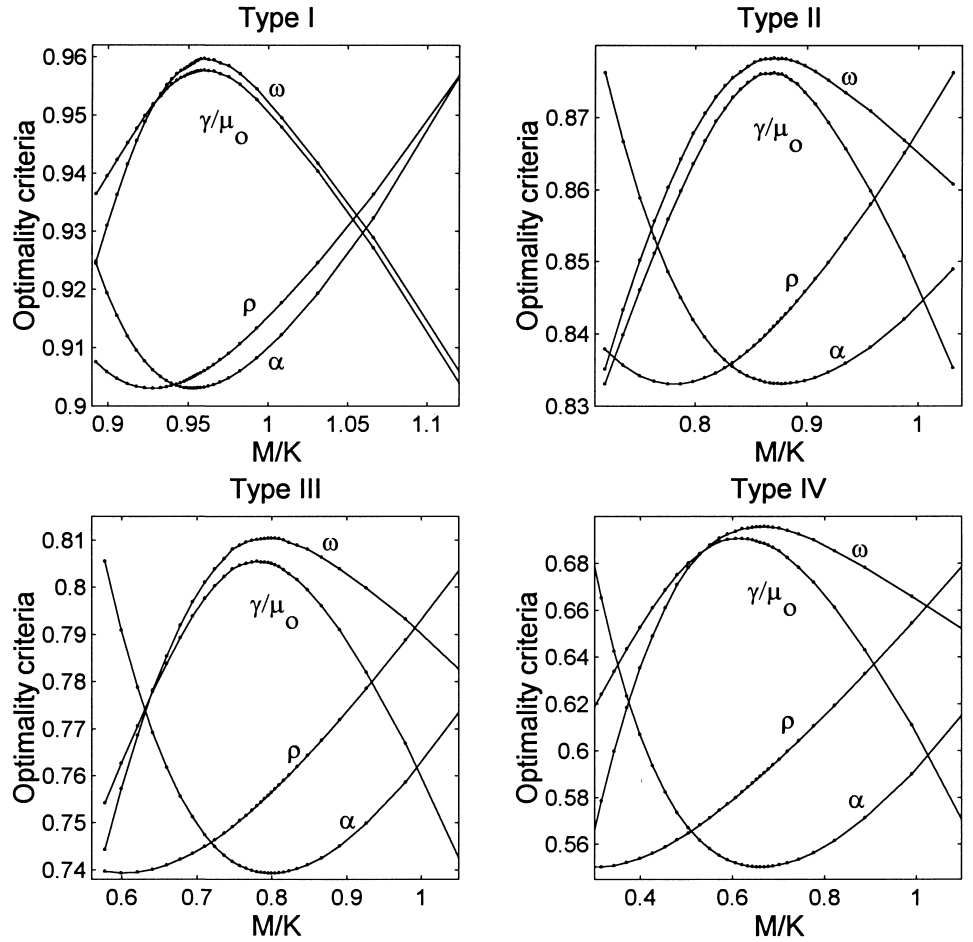 Type I
Optimality criteria
0.96
0.95
0.94
0.93
0.92
0.91
0.9
ω
γ/μo
ρ
α
0.9 0.95 1 1.05 1.1
M/K
Type II
Optimality criteria
0.87
0.86
0.85
0.84
0.83
ω
γ/μo
ρ
α
0.8 0.9 1
M/K
Type III
Optimality criteria
0.81
0.8
0.79
0.78
0.77
0.76
0.75
0.74
ω
γ/μo
ρ
α
0.6 0.7 0.8 0.9 1
M/K
Type IV
Optimality criteria
0.68
0.66
0.64
0.62
0.6
0.58
0.56
ω
γ/μo
ρ
α
0.4 0.6 0.8 1
M/K